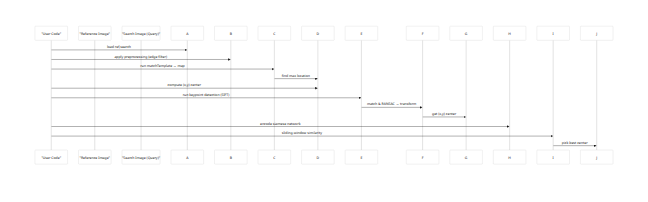 "User Code" "Reference Image" "Search Image (Query)" A B C D E F G H I J
load ref/search
apply preprocessing (edge/filter)
run matchTemplate → map
find max location
compute (x,y) center
run keypoint detection (SIFT)
match & RANSAC → transform
get (x,y) center
encode siamese network
sliding window similarity
pick best center
"User Code" "Reference Image" "Search Image (Query)" A B C D E F G H I J